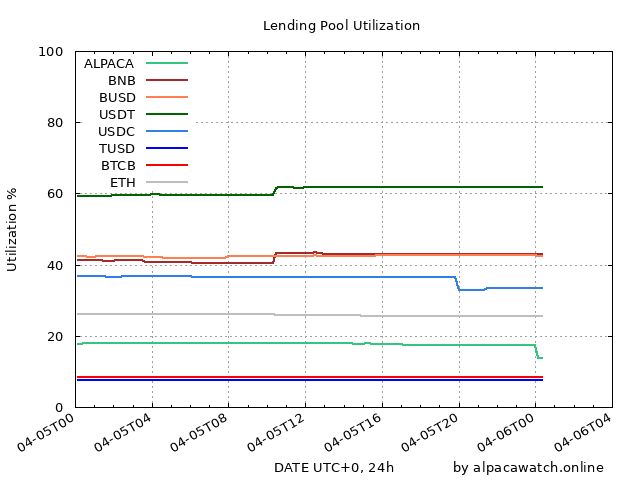 Lending Pool Utilization
100
80
60
40
20
0
Utilization %
ALPACA
BNB
BUSD
USDT
USDC
TUSD
BTCB
ETH
04-05T00
04-05T04
04-05T08
04-05T12
04-05T16
04-05T20
04-06T00
04-06T04
DATE UTC+0, 24h
by alpacawatch.online